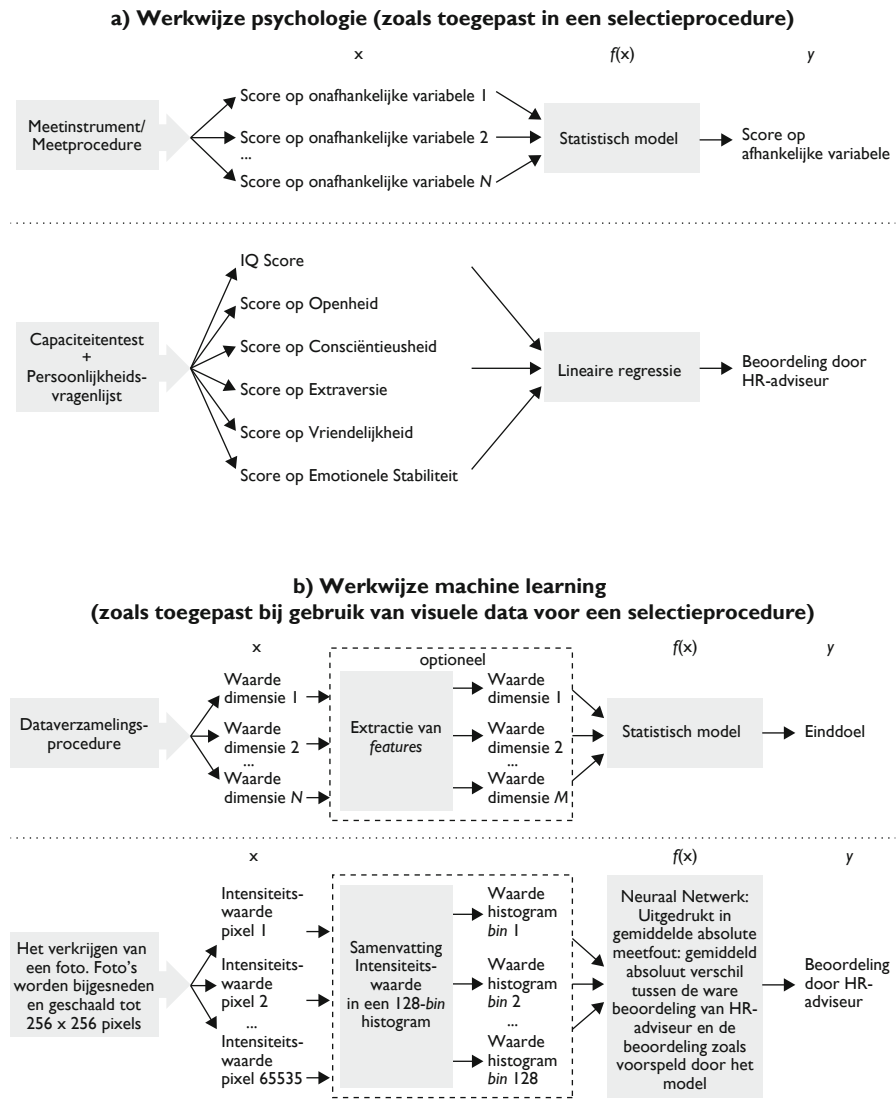 a) Werkwijze psychologie (zoals toegepast in een selectieprocedure)
x
f(x)
y
Meetinstrument/
Meetprocedure
Score op onafhankelijke variabele 1
Score op onafhankelijke variabele 2
...
Score op onafhankelijke variabele N
Statistisch model
Score op
afhankelijke variabele
Capaciteitentest
+
Persoonlijkheids-
vragenlijst
IQ Score
Score op Openheid
Score op Consciëntieusheid
Score op Extraversie
Score op Vriendelijkheid
Score op Emotionele Stabiliteit
Lineaire regressie
Beoordeling door
HR-adviseur
b) Werkwijze machine learning
(zoals toegepast bij gebruik van visuele data voor een selectieprocedure)
x
f(x)
y
Dataverzamelings-
procedure
Waarde
dimensie 1
Waarde
dimensie 2
...
Waarde
dimensie N
optioneel
Extractie van
features
Waarde
dimensie 1
Waarde
dimensie 2
...
Waarde
dimensie M
Statistisch model
Einddoel
x
f(x)
y
Het verkrijgen van
een foto. Foto's
worden bijgesneden
en geschaald tot
256 x 256 pixels
Intensiteits-
waarde
pixel 1
Intensiteits-
waarde
pixel 2
...
Intensiteits-
waarde
pixel 65535
Samenvatting
Intensiteits-
waarde
in een 128-bin
histogram
Waarde
histogram
bin 1
Waarde
histogram
bin 2
...
Waarde
histogram
bin 128
Neuraal Netwerk:
Uitgedrukt in
gemiddelde absolute
meetfout: gemiddeld
absoluut verschil
tussen de ware
beoordeling van HR-
adviseur en de
beoordeling zoals
voorspeld door het
model
Beoordeling
door HR-
adviseur